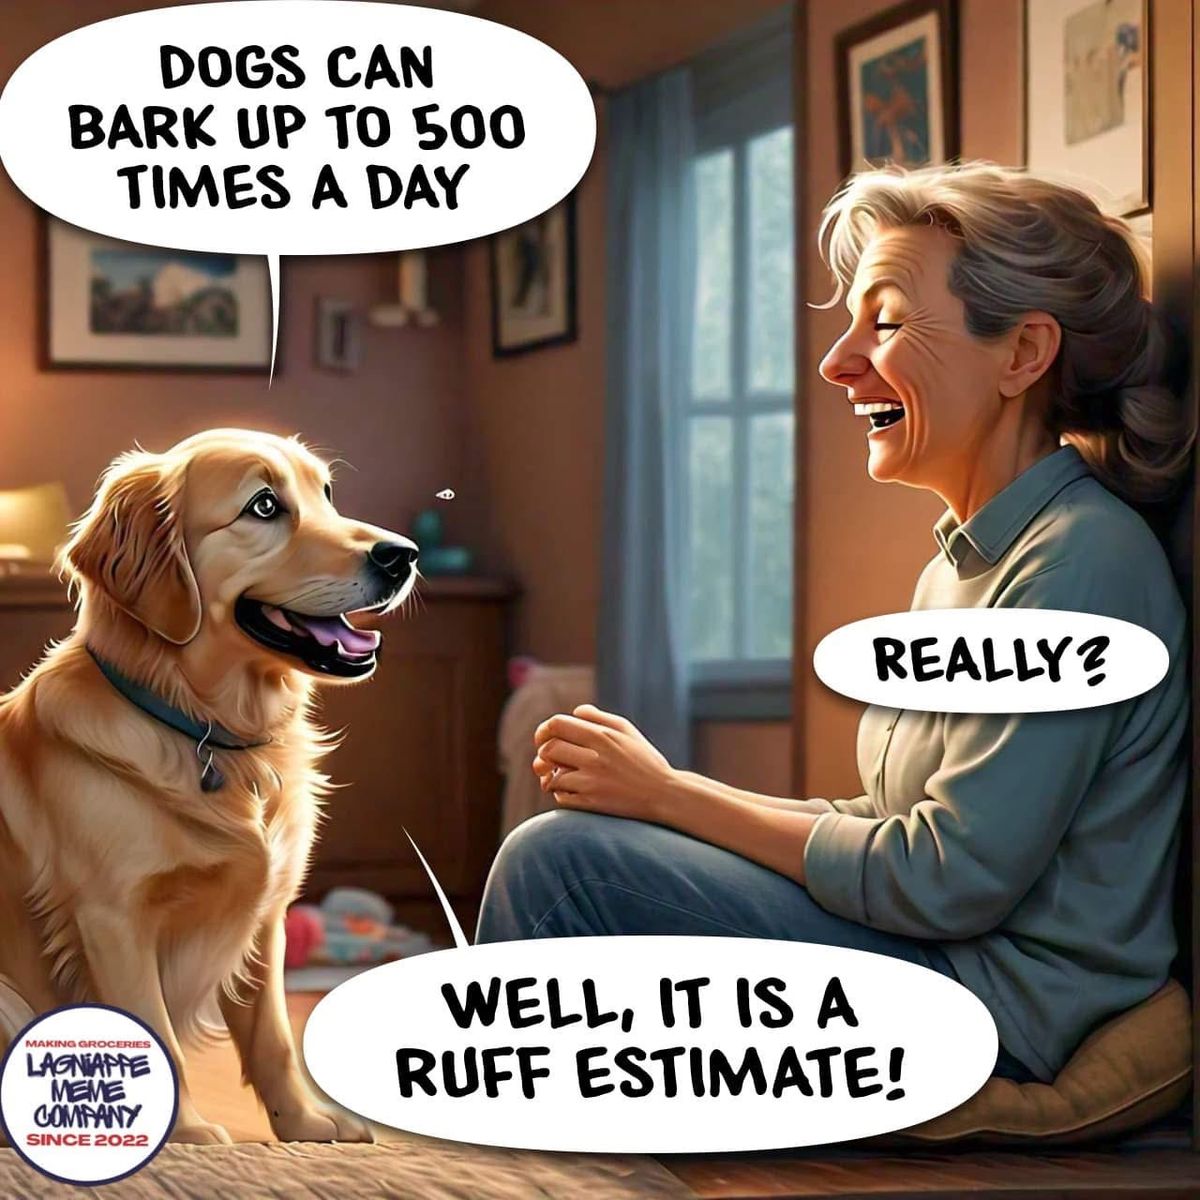 DOGS CAN
BARK UP TO 500
TIMES A DAY
REALLY?
WELL, IT IS A
RUFF ESTIMATE!
MAKING GROCERIES
LAGNIAPPE
MEME
COMPANY
SINCE 2022